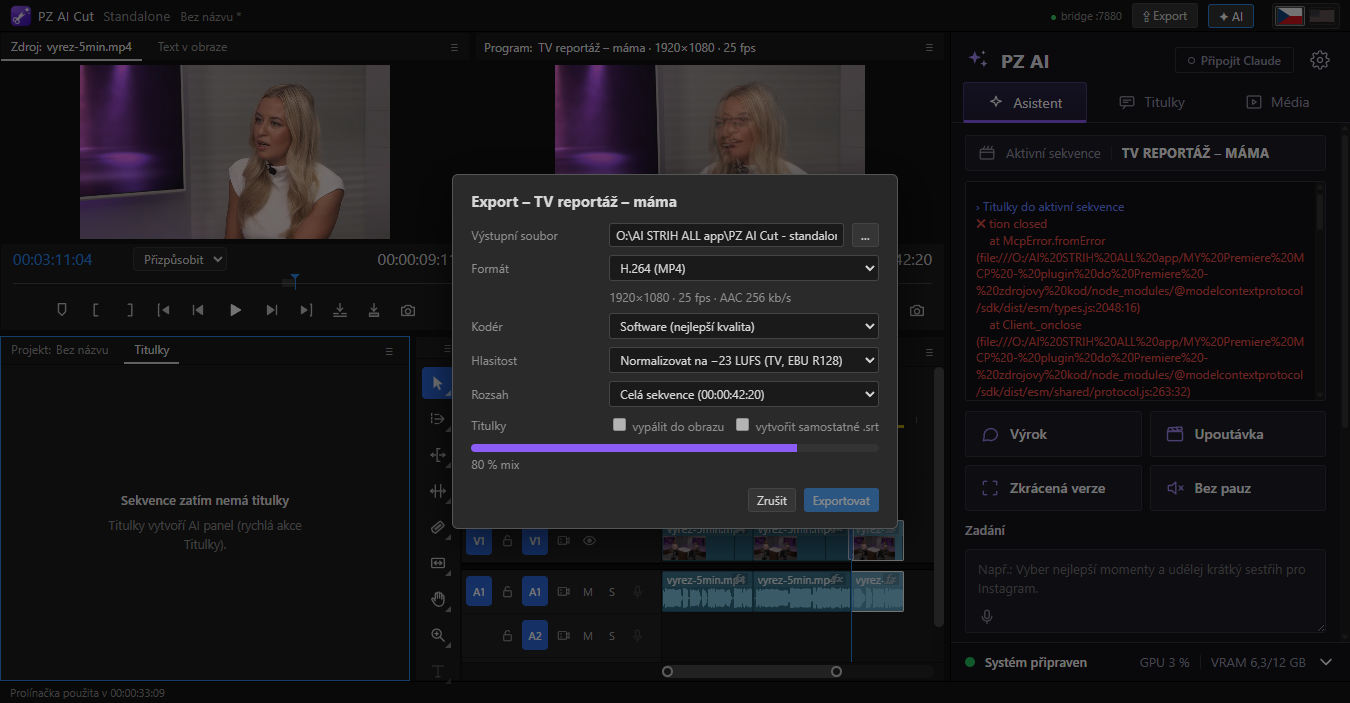 PZ AI Cut Standalone Bez názvu *
bridge :7880
Export
AI
Zdroj: vyrez-5min.mp4
Text v obraze
Program: TV reportáž – máma · 1920×1080 · 25 fps
00:03:11:04
Přizpůsobit
00:00:09:11
42:20
Projekt: Bez názvu
Titulky
Sekvence zatím nemá titulky
Titulky vytvoří AI panel (rychlá akce
Titulky).
Export – TV reportáž – máma
Výstupní soubor
O:\AI STRIH ALL app\PZ AI Cut - standalon
...
Formát
H.264 (MP4)
1920×1080 · 25 fps · AAC 256 kb/s
Kodér
Software (nejlepší kvalita)
Hlasitost
Normalizovat na −23 LUFS (TV, EBU R128)
Rozsah
Celá sekvence (00:00:42:20)
Titulky
vypálit do obrazu
vytvořit samostatné .srt
80 % mix
Zrušit
Exportovat
V1
V1
vyrez-5min.mp4
vyrez-5min.mp4
vyrez-
A1
A1
M
S
vyrez-5min.mp4
fx
vyrez-5min.mp4
fx
vyrez-
fx
A2
M
S
PZ AI
Připojit Claude
Asistent
Titulky
Média
Aktivní sekvence
TV REPORTÁŽ – MÁMA
› Titulky do aktivní sekvence
✕ tion closed
at McpError.fromError
(file:///O:/AI%20STRIH%20ALL%20app/MY%20Premiere%20M
CP%20-%20plugin%20do%20Premiere%20-
%20zdrojovy%20kod/node_modules/@modelcontextprotocol
/sdk/dist/esm/types.js:2048:16)
at Client._onclose
(file:///O:/AI%20STRIH%20ALL%20app/MY%20Premiere%20M
CP%20-%20plugin%20do%20Premiere%20-
%20zdrojovy%20kod/node_modules/@modelcontextprotocol
/sdk/dist/esm/shared/protocol.js:263:32)
Výrok
Upoutávka
Zkrácená verze
Bez pauz
Zadání
Např.: Vyber nejlepší momenty a udělej krátký sestřih pro
Instagram.
Systém připraven
GPU 3 %
VRAM 6,3/12 GB
Prolínačka použita v 00:00:33:09